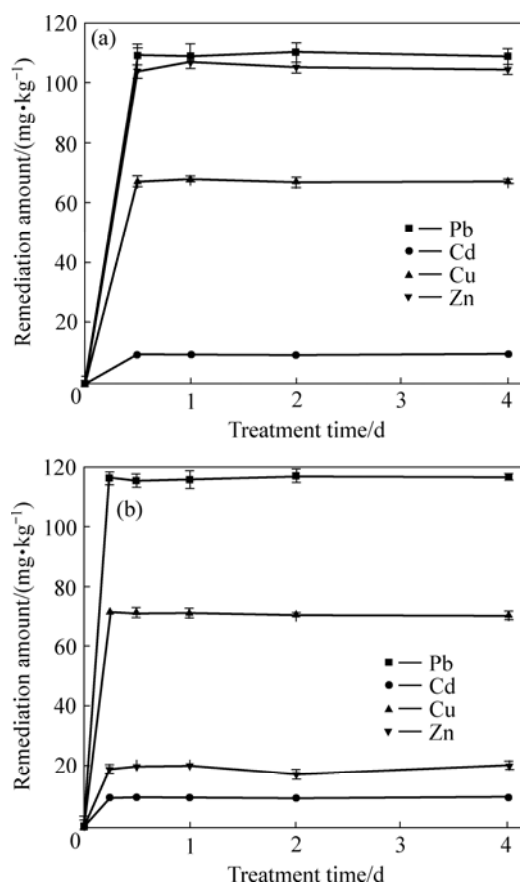 120
(a)
100
80
60
40
20
0
Remediation amount/(mg•kg⁻¹)
Pb
Cd
Cu
Zn
1
2
3
4
Treatment time/d
120
(b)
100
80
60
40
20
0
Remediation amount/(mg•kg⁻¹)
Pb
Cd
Cu
Zn
1
2
3
4
Treatment time/d